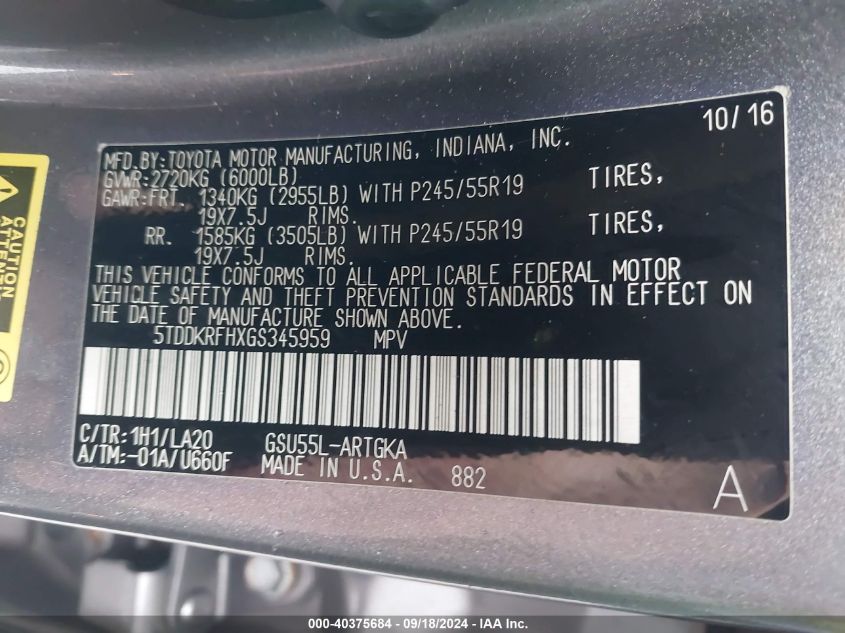 10/16
MFD.BY:TOYOTA MOTOR MANUFACTURING, INDIANA, INC.
GVWR:2720KG (6000LB)
GAWR:FRT. 1340KG (2955LB) WITH P245/55R19 TIRES,
19X7.5J RIMS.
RR. 1585KG (3505LB) WITH P245/55R19 TIRES,
19X7.5J RIMS.
THIS VEHICLE CONFORMS TO ALL APPLICABLE FEDERAL MOTOR
VEHICLE SAFETY AND THEFT PREVENTION STANDARDS IN EFFECT ON
THE DATE OF MANUFACTURE SHOWN ABOVE.
5TDDKRFHXGS345959 MPV
C/TR:1H1/LA20 GSU55L-ARTGKA
A/TM:-01A/U660F MADE IN U.S.A. 882
A
CAUTION
000-40375684 - 09/18/2024 - IAA Inc.